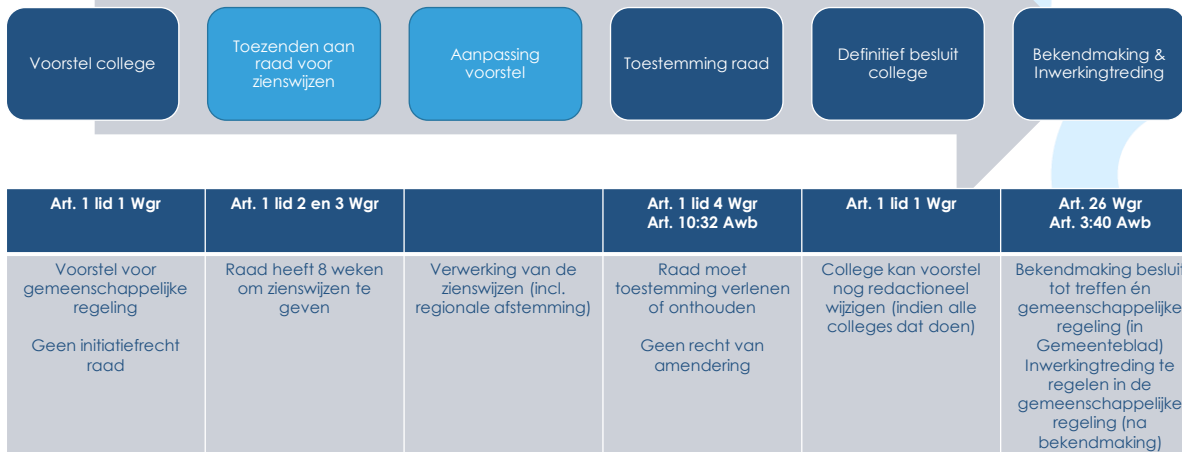 Voorstel college
Toezenden aan
raad voor
zienswijzen
Aanpassing
voorstel
Toestemming raad
Definitief besluit
college
Bekendmaking &
Inwerkingtreding
Art. 1 lid 1 Wgr
Art. 1 lid 2 en 3 Wgr
Art. 1 lid 4 Wgr
Art. 10:32 Awb
Art. 1 lid 1 Wgr
Art. 26 Wgr
Art. 3:40 Awb
Voorstel voor
gemeenschappelijke
regeling
Geen initiatiefrecht
raad
Raad heeft 8 weken
om zienswijzen te
geven
Verwerking van de
zienswijzen (incl.
regionale afstemming)
Raad moet
toestemming verlenen
of onthouden
Geen recht van
amendering
College kan voorstel
nog redactioneel
wijzigen (indien alle
colleges dat doen)
Bekendmaking besluit
tot treffen én
gemeenschappelijke
regeling (in
Gemeenteblad)
Inwerkingtreding te
regelen in de
gemeenschappelijke
regeling (na
bekendmaking)